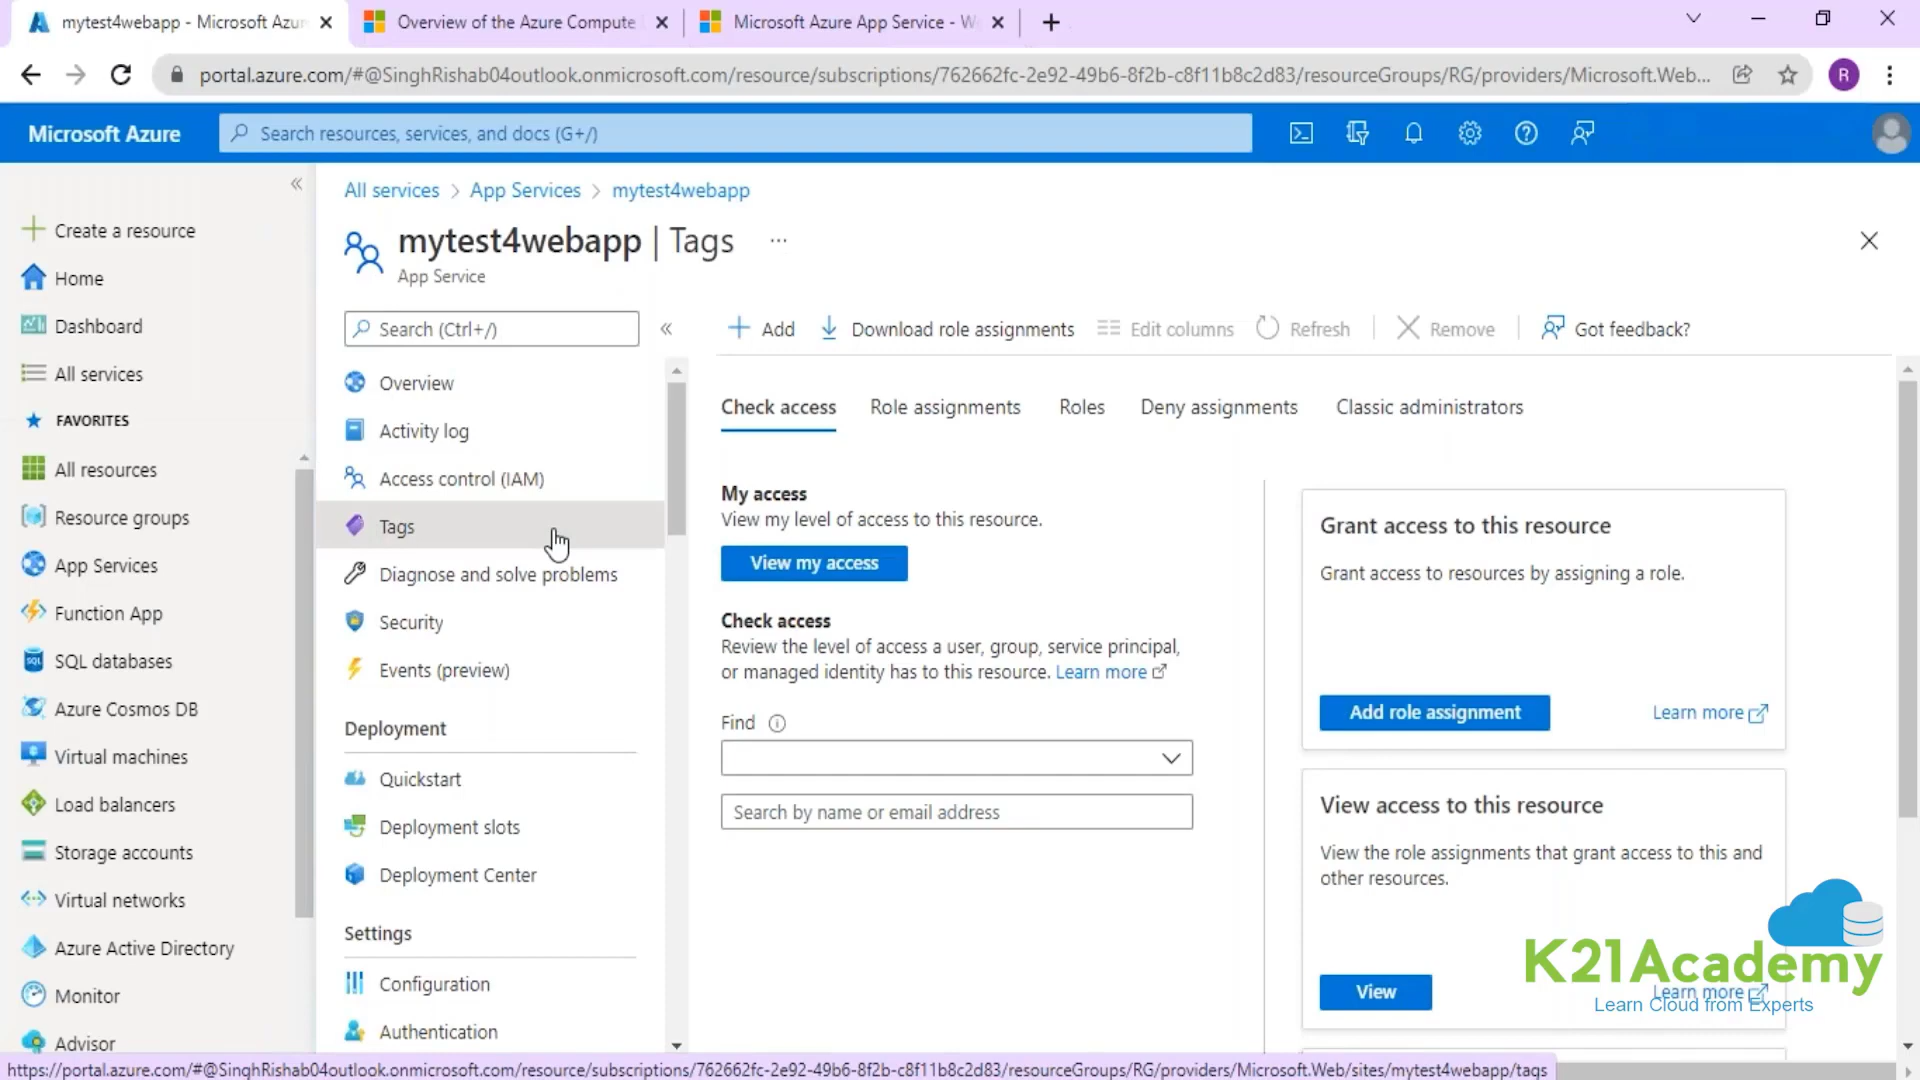 mytest4webapp - Microsoft Azur
Overview of the Azure Compute
Microsoft Azure App Service - W
portal.azure.com/#@SinghRishab04outlook.onmicrosoft.com/resource/subscriptions/762662fc-2e92-49b6-8f2b-c8f11b8c2d83/resourceGroups/RG/providers/Microsoft.Web...
R
Microsoft Azure
Search resources, services, and docs (G+/)
All services > App Services > mytest4webapp
mytest4webapp | Tags ...
App Service
Create a resource
Home
Dashboard
All services
FAVORITES
All resources
Resource groups
App Services
Function App
SQL databases
Azure Cosmos DB
Virtual machines
Load balancers
Storage accounts
Virtual networks
Azure Active Directory
Monitor
Advisor
Search (Ctrl+/)
Overview
Activity log
Access control (IAM)
Tags
Diagnose and solve problems
Security
Events (preview)
Deployment
Quickstart
Deployment slots
Deployment Center
Settings
Configuration
Authentication
Add Download role assignments Edit columns Refresh Remove Got feedback?
Check access Role assignments Roles Deny assignments Classic administrators
My access
View my level of access to this resource.
View my access
Check access
Review the level of access a user, group, service principal,
or managed identity has to this resource. Learn more
Find
Search by name or email address
Grant access to this resource
Grant access to resources by assigning a role.
Add role assignment Learn more
View access to this resource
View the role assignments that grant access to this and
other resources.
View Learn more
K21Academy
Learn Cloud from Experts
https://portal.azure.com/#@SinghRishab04outlook.onmicrosoft.com/resource/subscriptions/762662fc-2e92-49b6-8f2b-c8f11b8c2d83/resourceGroups/RG/providers/Microsoft.Web/sites/mytest4webapp/tags